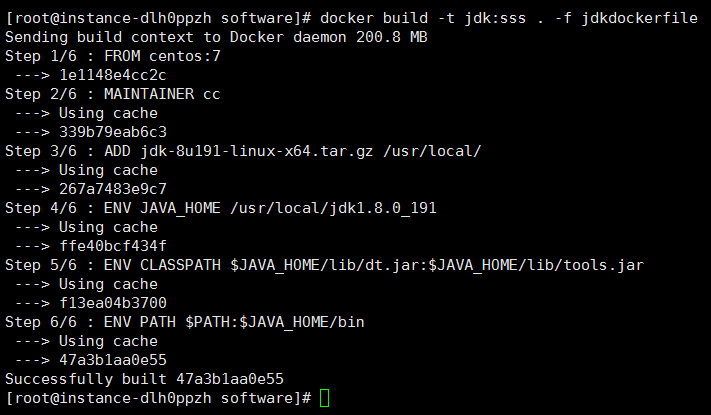 [root@instance-dlh0ppzh software]# docker build -t jdk:sss . -f jdkdockerfile
Sending build context to Docker daemon 200.8 MB
Step 1/6 : FROM centos:7
 ---> 1e1148e4cc2c
Step 2/6 : MAINTAINER cc
 ---> Using cache
 ---> 339b79eab6c3
Step 3/6 : ADD jdk-8u191-linux-x64.tar.gz /usr/local/
 ---> Using cache
 ---> 267a7483e9c7
Step 4/6 : ENV JAVA_HOME /usr/local/jdk1.8.0_191
 ---> Using cache
 ---> ffe40bcf434f
Step 5/6 : ENV CLASSPATH $JAVA_HOME/lib/dt.jar:$JAVA_HOME/lib/tools.jar
 ---> Using cache
 ---> f13ea04b3700
Step 6/6 : ENV PATH $PATH:$JAVA_HOME/bin
 ---> Using cache
 ---> 47a3b1aa0e55
Successfully built 47a3b1aa0e55
[root@instance-dlh0ppzh software]#